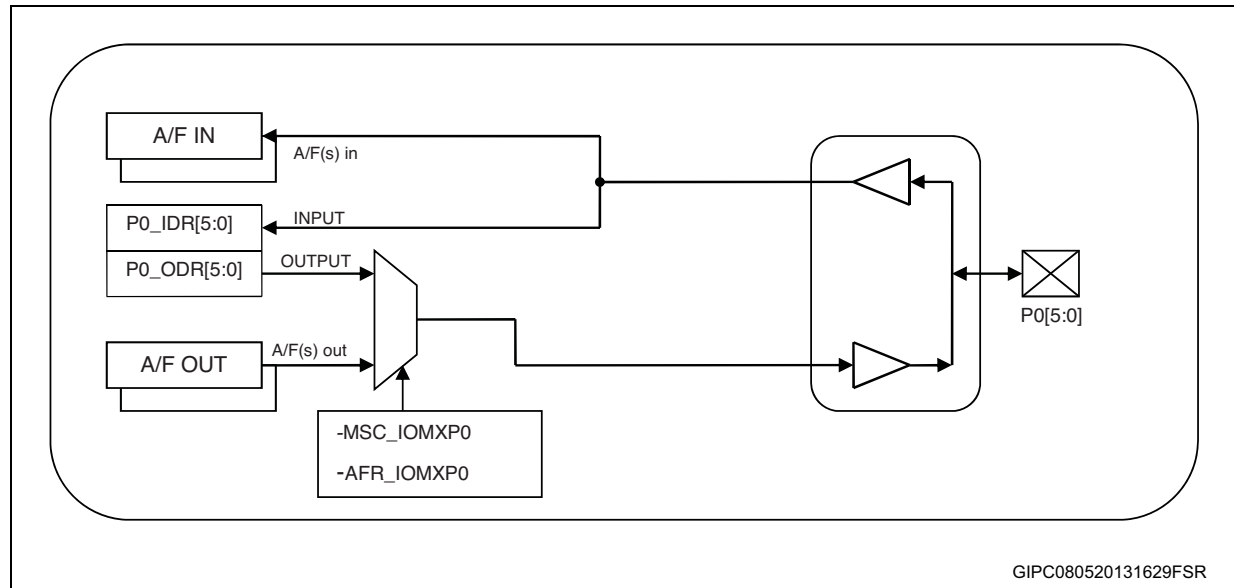 A/F IN
A/F(s) in
P0_IDR[5:0]
INPUT
P0_ODR[5:0]
OUTPUT
P0[5:0]
A/F OUT
A/F(s) out
-MSC_IOMXP0
-AFR_IOMXP0
GIPC080520131629FSR